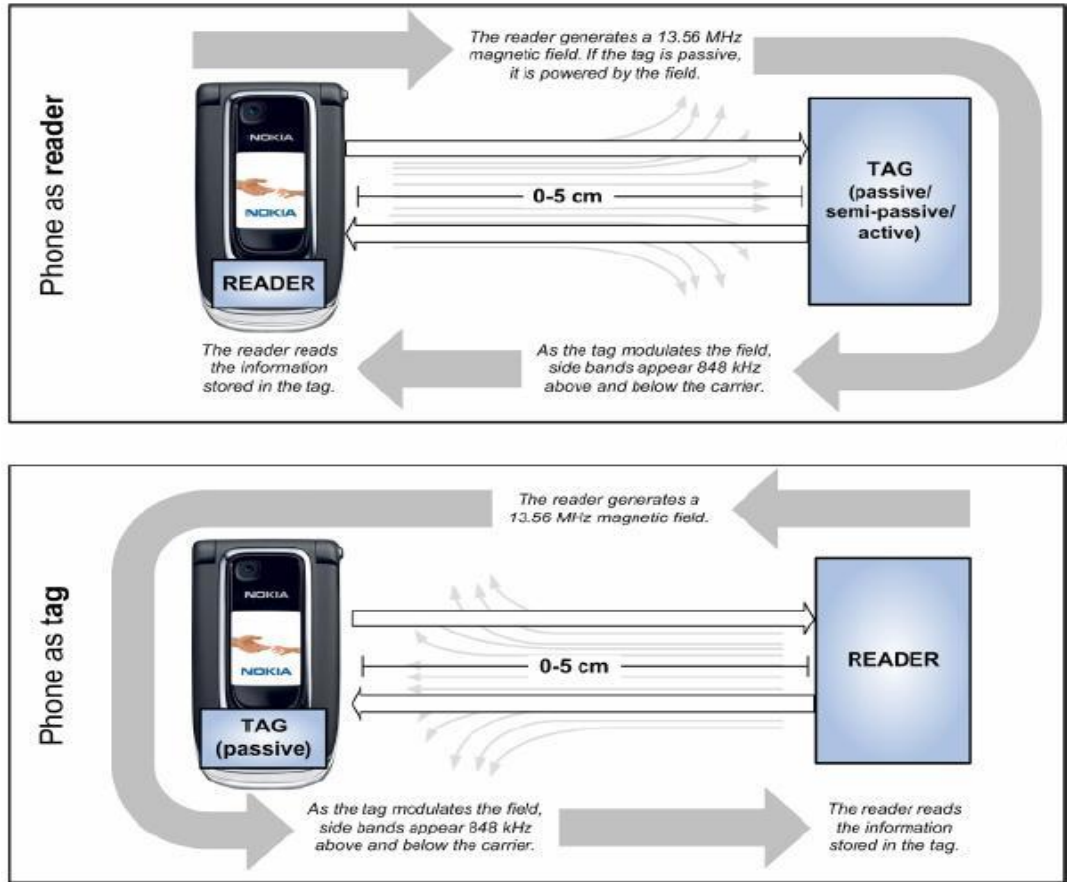 Phone as reader
The reader generates a 13.56 MHz
magnetic field. If the tag is passive,
it is powered by the field.
NOKIA
NOKIA
READER
0-5 cm
TAG
(passive/
semi-passive/
active)
The reader reads
the information
stored in the tag.
As the tag modulates the field,
side bands appear 848 kHz
above and below the carrier.
Phone as tag
The reader generates a
13.56 MHz magnetic field.
NOKIA
NOKIA
TAG
(passive)
0-5 cm
READER
As the tag modulates the field,
side bands appear 848 kHz
above and below the carrier.
The reader reads
the information
stored in the tag.